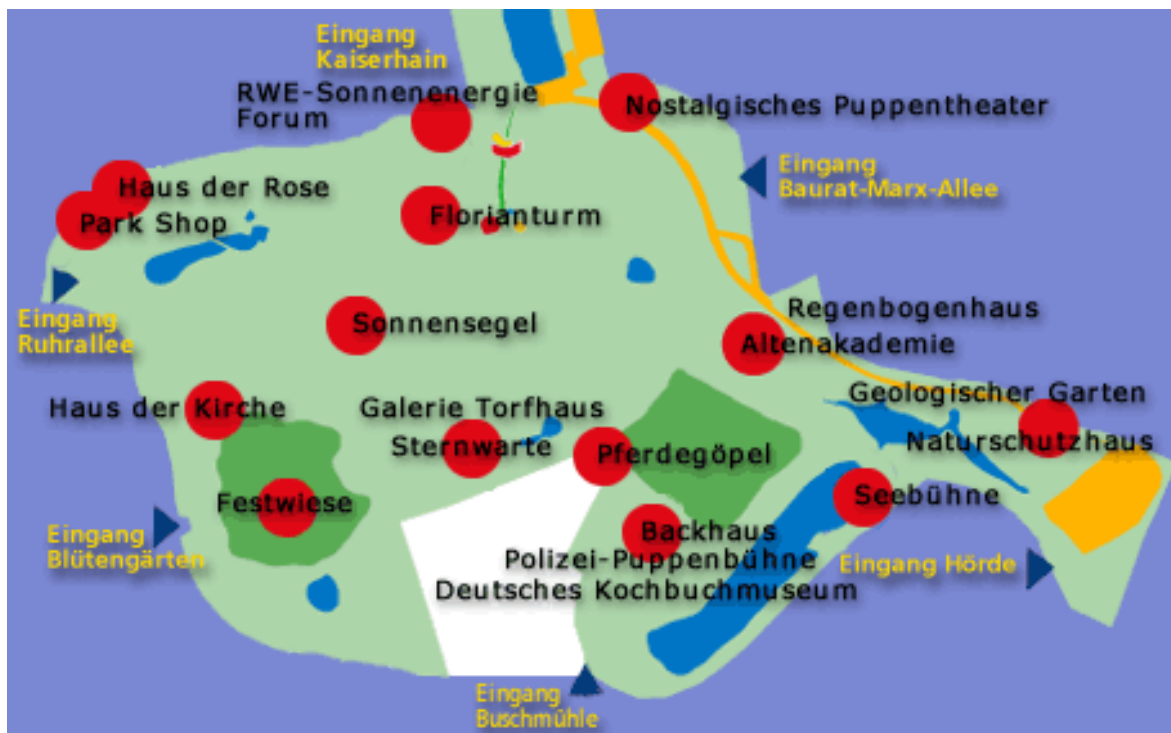 Eingang
Kaiserhain
RWE-Sonnenenergie
Forum
Nostalgisches Puppentheater
Eingang
Baurat-Marx-Allee
Haus der Rose
Park Shop
Florianturm
Eingang
Ruhrallee
Sonnensegel
Regenbogenhaus
Altenakademie
Haus der Kirche
Galerie Torfhaus
Sternwarte
Pferdegöpel
Geologischer Garten
Naturschutzhaus
Festwiese
Seebühne
Eingang
Blütengärten
Backhaus
Polizei-Puppenbühne
Deutsches Kochbuchmuseum
Eingang Hörde
Eingang
Buschmühle